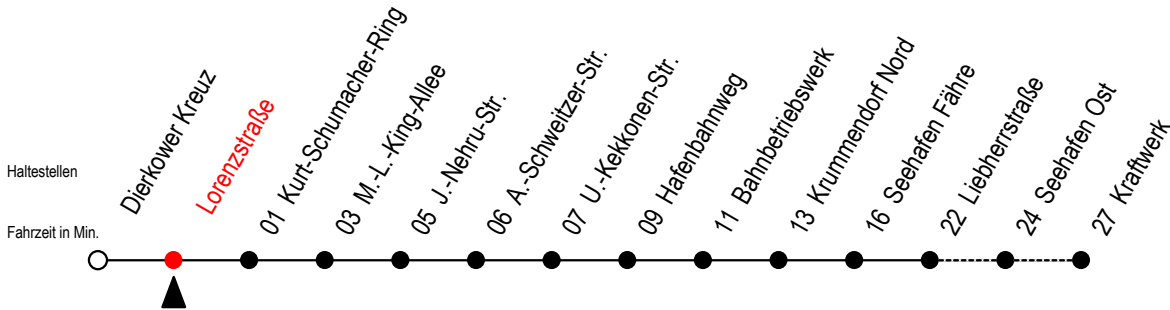 Haltestellen
Fahrzeit in Min.
Dierkower Kreuz
Lorenzstraße
01 Kurt-Schumacher-Ring
03 M.-L.-King-Allee
05 J.-Nehru-Str.
06 A.-Schweitzer-Str.
07 U.-Kekkonen-Str.
09 Hafenbahnweg
11 Bahnbetriebswerk
13 Krummendorf Nord
16 Seehafen Fähre
22 Liebherrstraße
24 Seehafen Ost
27 Kraftwerk